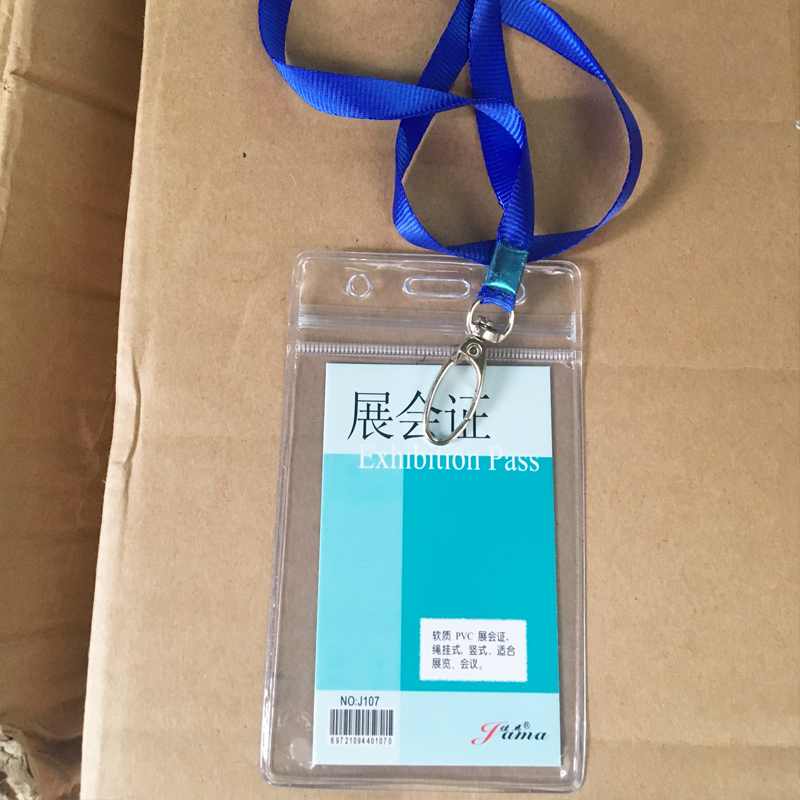 展会证
Exhibition Pass
软质 PVC 展会证,
绳挂式, 竖式, 适合
展览、会议。
NO:J107
6972109440107​0
Jama®